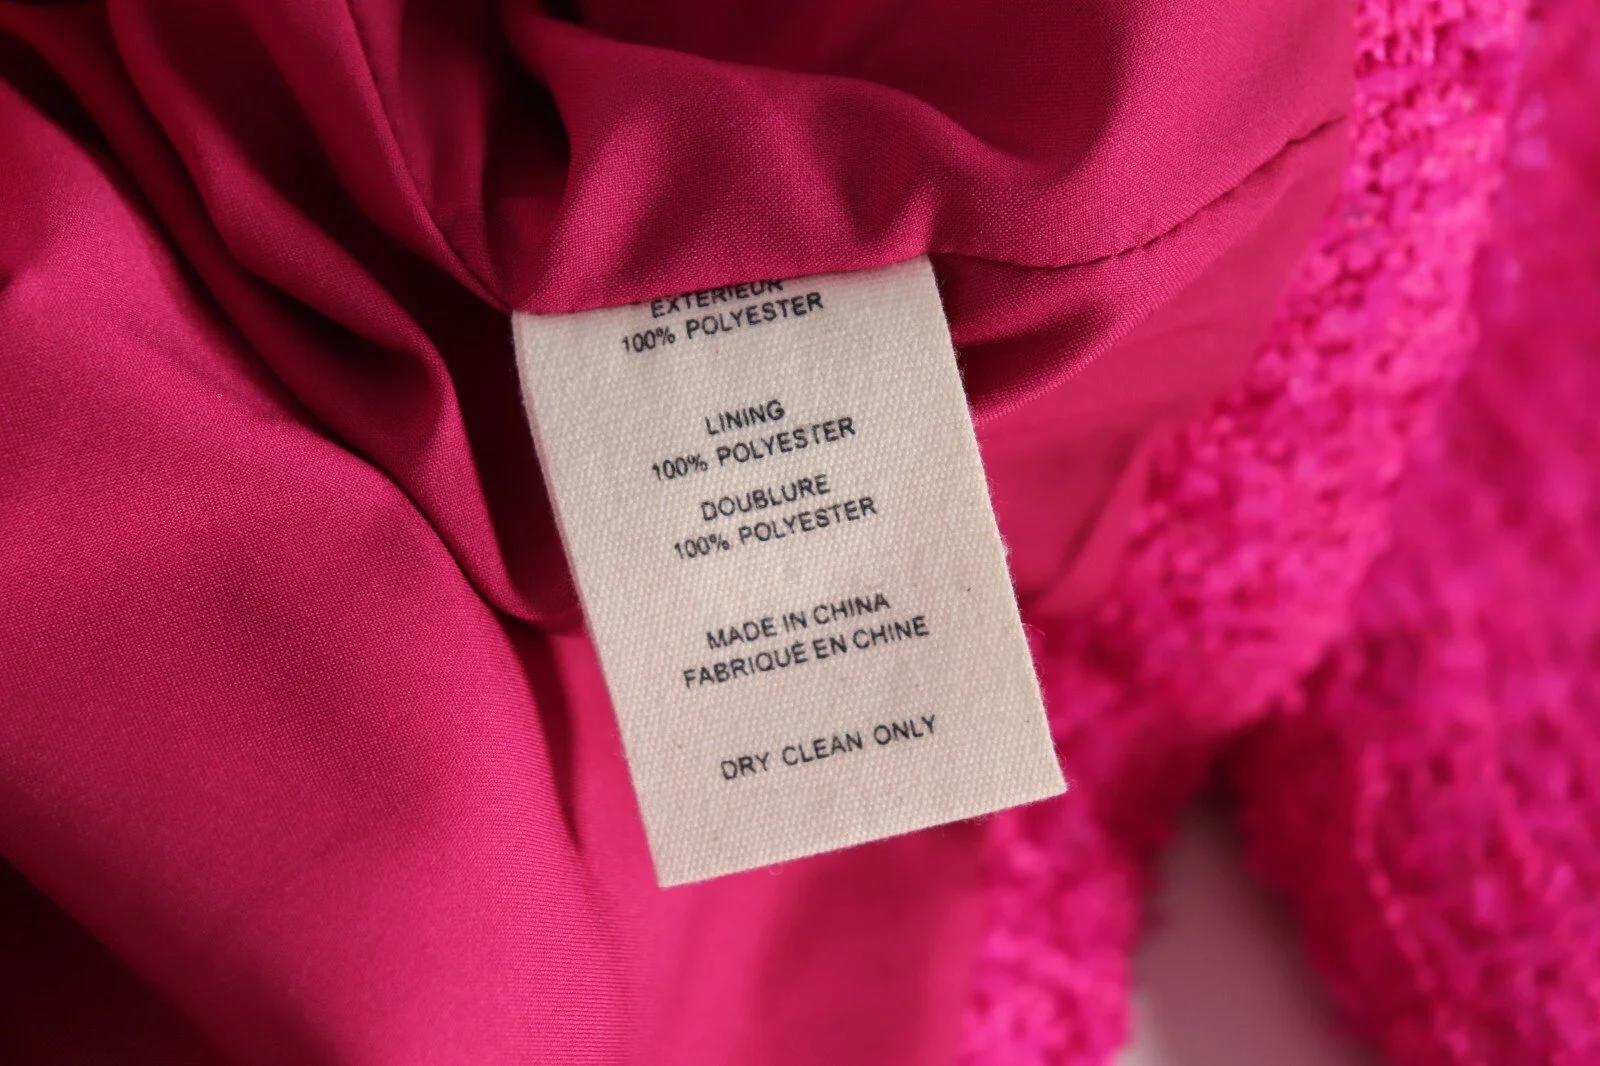 EXTERIEUR
100% POLYESTER
LINING
100% POLYESTER
DOUBLURE
100% POLYESTER
MADE IN CHINA
FABRIQUÉ EN CHINE
DRY CLEAN ONLY